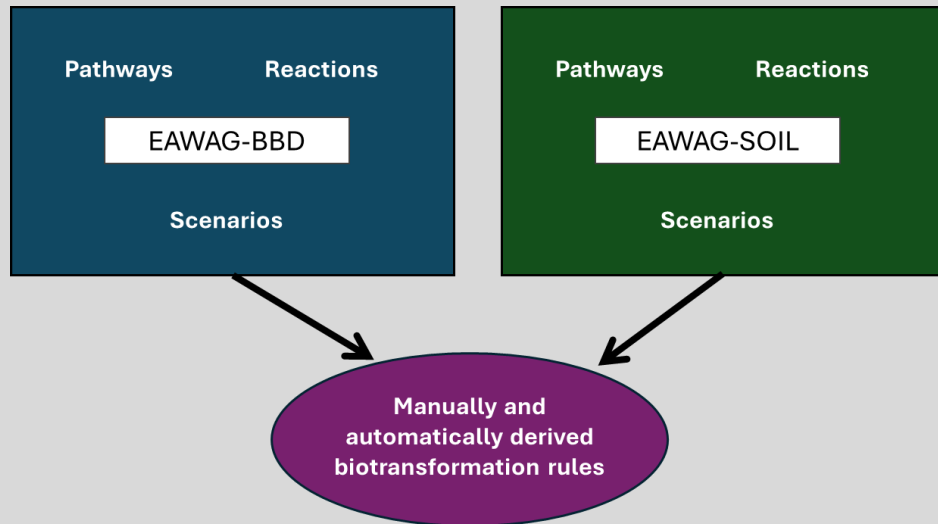 Pathways Reactions
EAWAG-BBD
Scenarios
Pathways Reactions
EAWAG-SOIL
Scenarios
Manually and
automatically derived
biotransformation rules